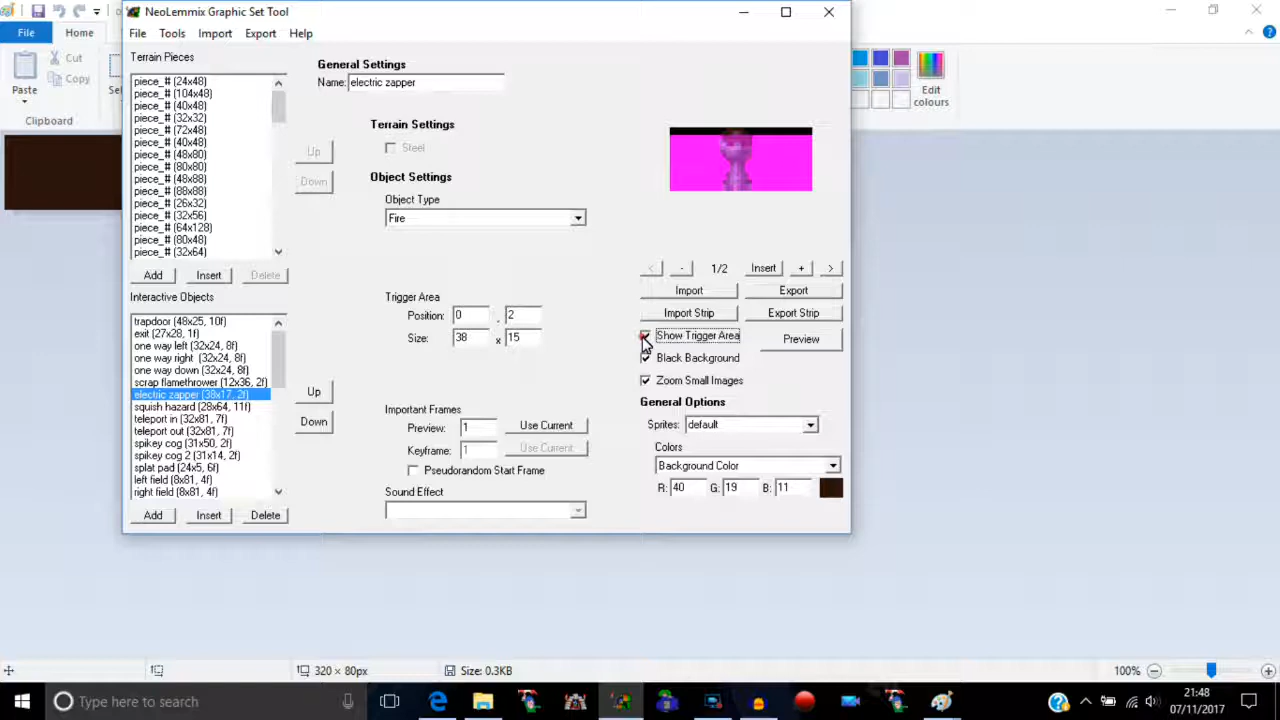 NeoLemmix Graphic Set Tool
File
Home
File Tools Import Export Help
Paste
Cut
Copy
Clipboard
Edit
colours
Terrain Pieces
piece_# (24x48)
piece_# (104x48)
piece_# (40x48)
piece_# (32x32)
piece_# (40x48)
piece_# (72x48)
piece_# (40x48)
piece_# (48x80)
piece_# (80x80)
piece_# (48x88)
piece_# (88x88)
piece_# (26x32)
piece_# (32x56)
piece_# (64x128)
piece_# (80x48)
piece_# (32x64)
Add Insert Delete
Up
Down
Interactive Objects
trapdoor (48x25, 10f)
exit (27x28, 1f)
one way left (32x24, 8f)
one way right (32x24, 8f)
one way down (32x24, 8f)
scrap flamethrower (12x36, 2f)
electric zapper (38x17, 2f)
squish hazard (28x64, 11f)
teleport in (32x81, 7f)
teleport out (32x81, 7f)
spikey cog (31x50, 2f)
spikey cog 2 (31x14, 2f)
splat pad (24x5, 6f)
left field (8x81, 4f)
right field (8x81, 4f)
Add Insert Delete
Up
Down
General Settings
Name: electric zapper
Terrain Settings
Steel
Object Settings
Object Type
Fire
Trigger Area
Position: 0 , 2
Size: 38 x 15
Important Frames
Preview: 1 Use Current
Keyframe: 1 Use Current
Pseudorandom Start Frame
Sound Effect
< - 1/2 Insert + >
Import Export
Import Strip Export Strip
Show Trigger Area
Preview
Black Background
Zoom Small Images
General Options
Sprites: default
Colors
Background Color
R: 40 G: 19 B: 11
320 × 80px
Size: 0.3KB
100%
Type here to search
21:48
07/11/2017